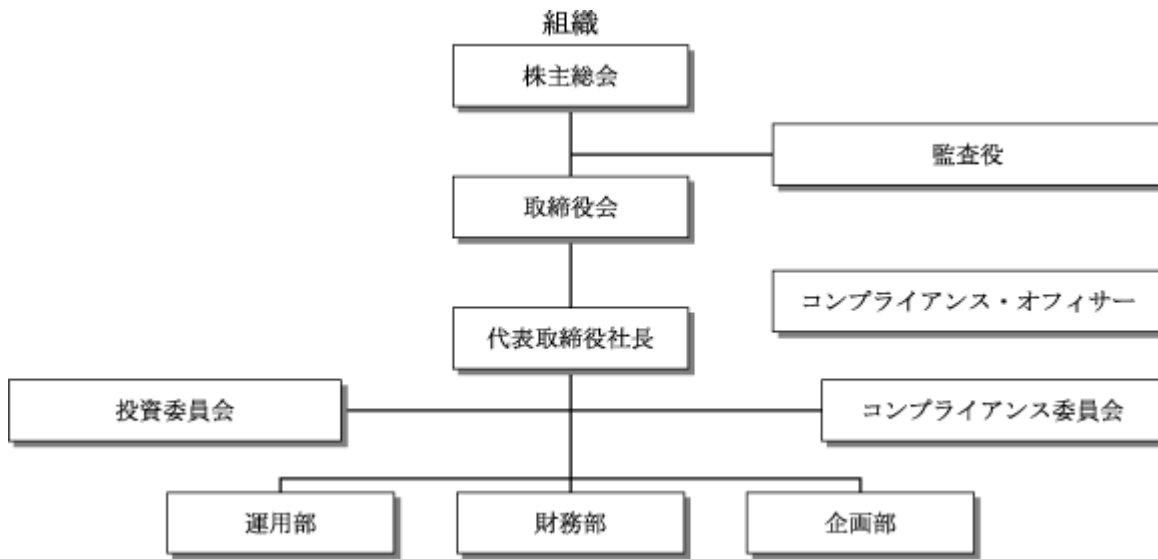 組織
株主総会
監査役
取締役会
コンプライアンス・オフィサー
代表取締役社長
投資委員会
コンプライアンス委員会
運用部
財務部
企画部